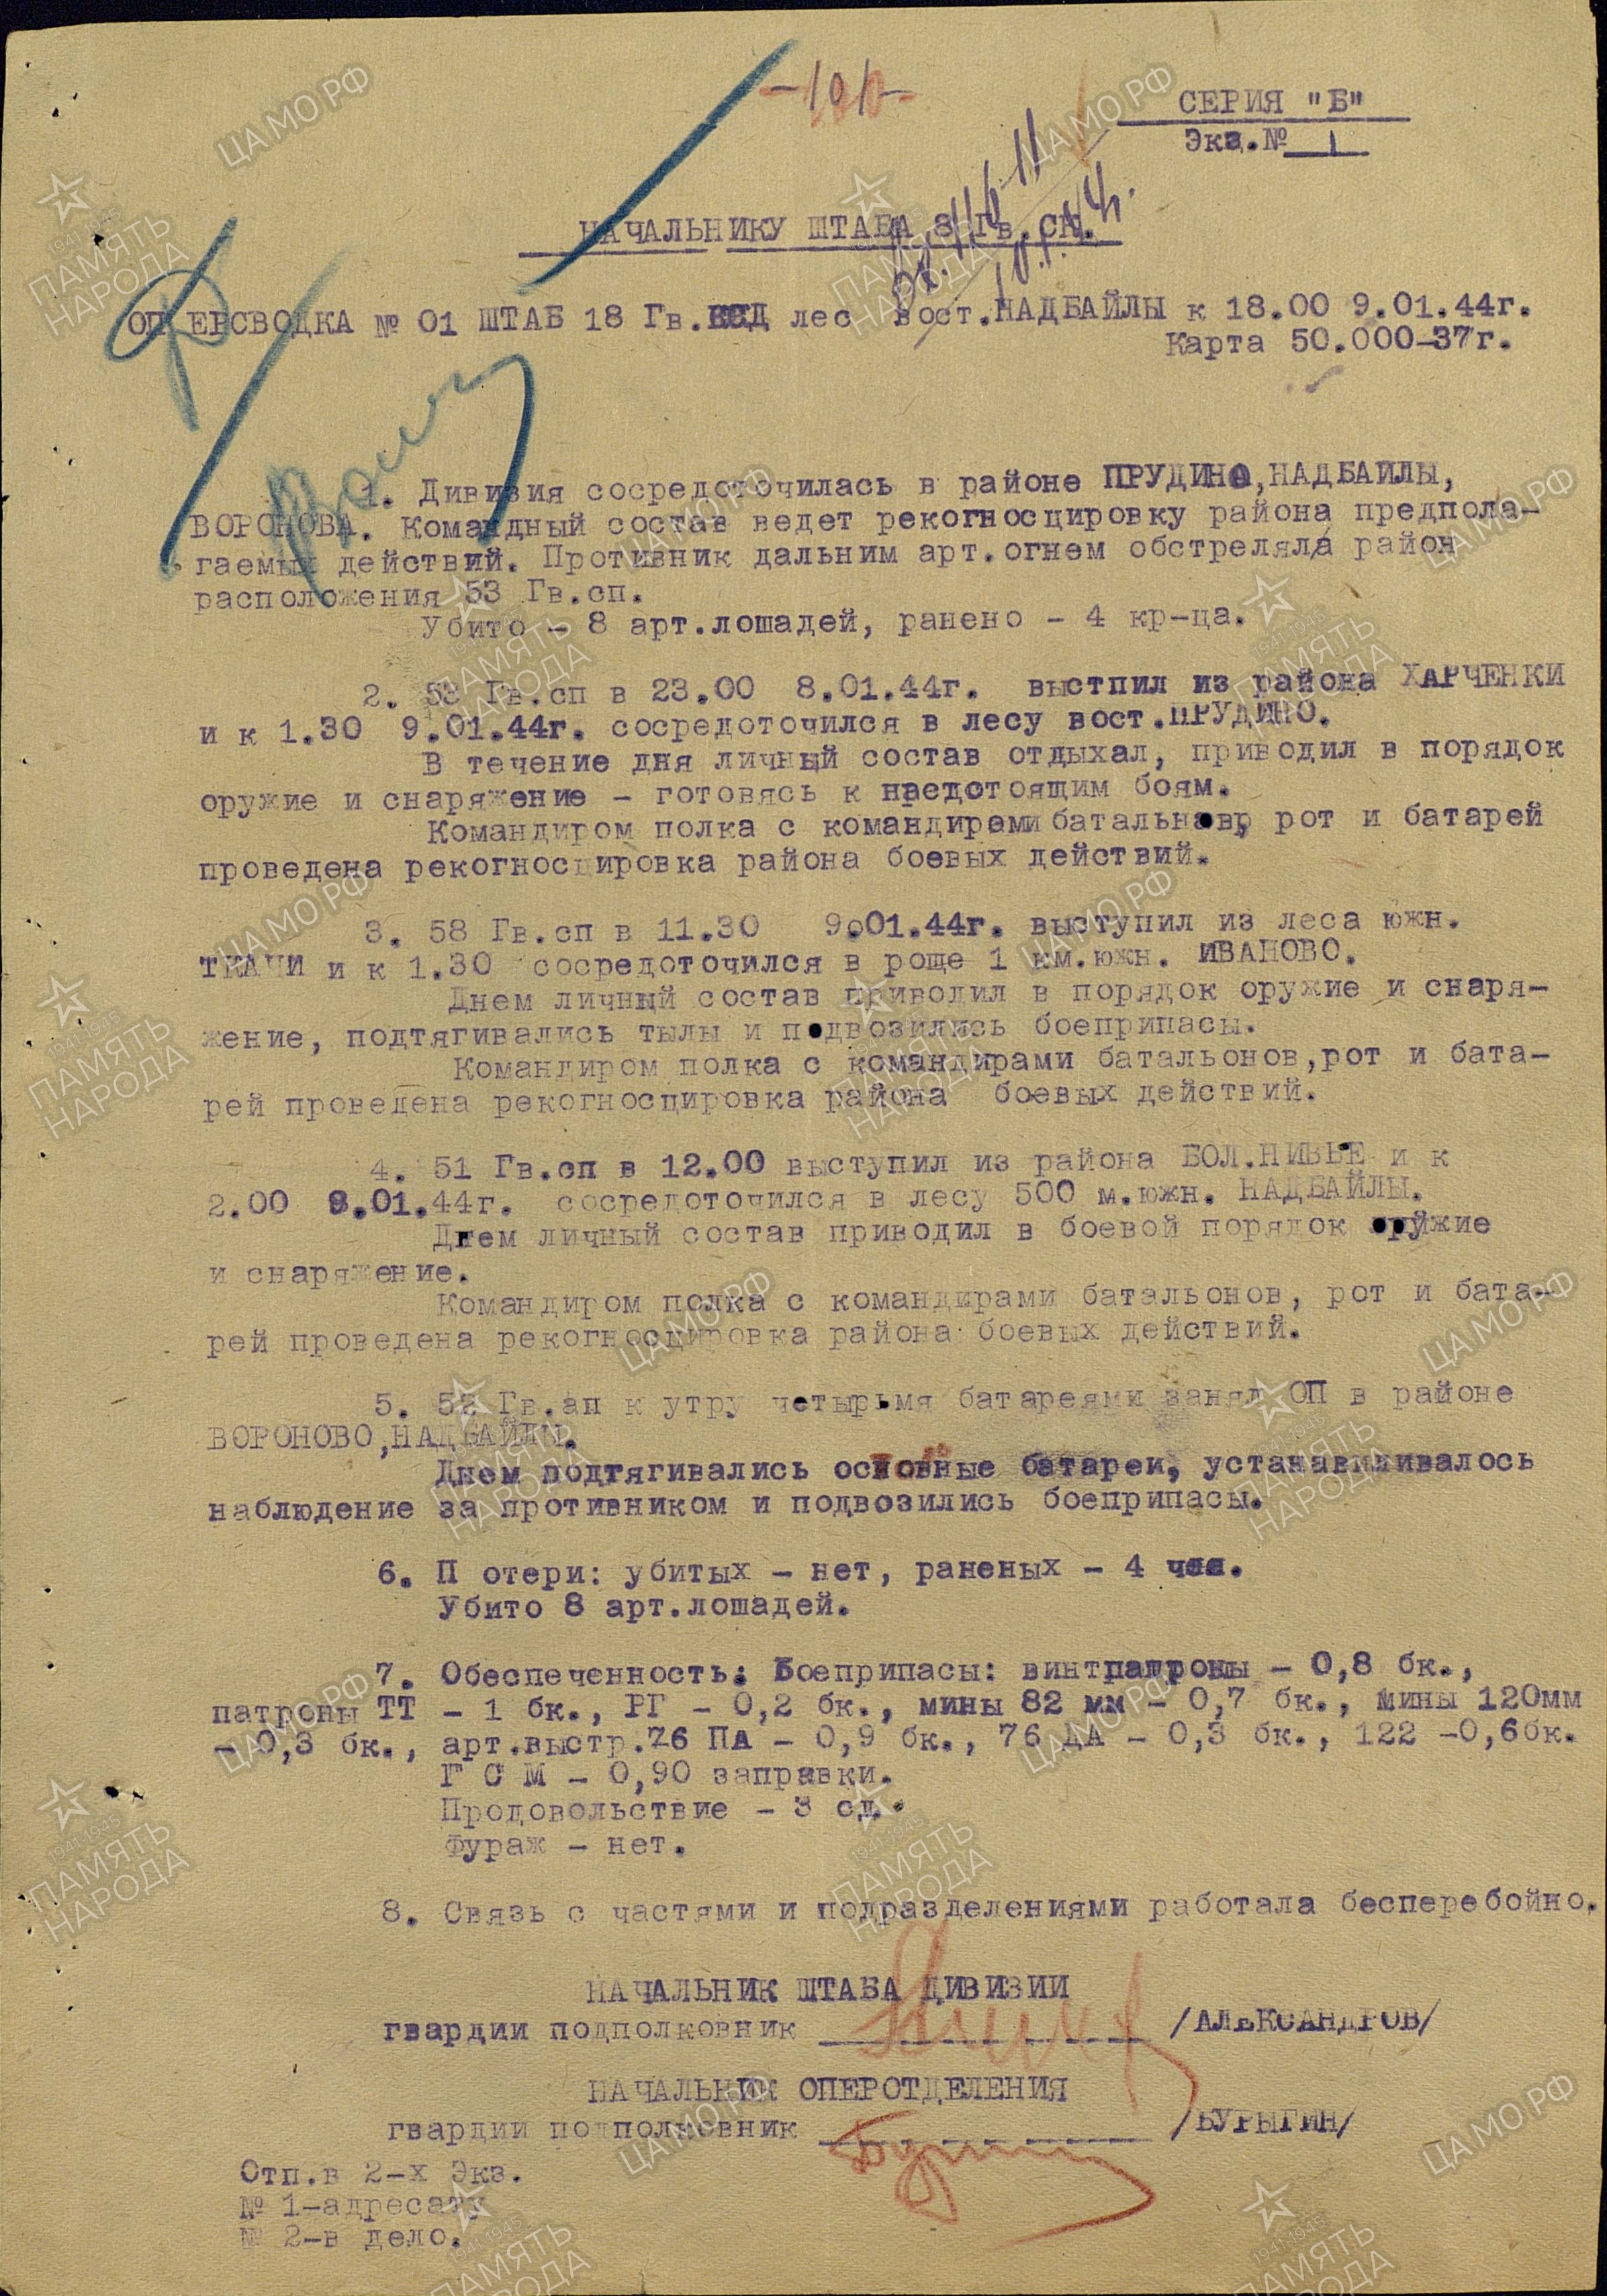 -101-
СЕРИЯ "Б"
Экз.№ 1
НАЧАЛЬНИКУ ШТАБА 8 Гв.СК.
ОПЕРСВОДКА № 01 ШТАБ 18 Гв.КСД лес вост.НАДБАЙЛЫ к 18.00 9.01.44г.
Карта 50.000-37г.
1. Дивизия сосредоточилась в районе ПРУДИНО,НАДБАЙЛЫ,
ВОРОНОВА. Командный состав ведет рекогносцировку района предпола-
гаемых действий. Противник дальним арт.огнем обстреляла район
расположения 53 Гв.сп.
Убито - 8 арт.лошадей, ранено - 4 кр-ца.
2. 53 Гв.сп в 23.00 8.01.44г. выстпил из района ХАРЧЕНКИ
и к 1.30 9.01.44г. сосредоточился в лесу вост.ПРУДИНО.
В течение дня личный состав отдыхал, приводил в порядок
оружие и снаряжение - готовясь к предстоящим боям.
Командиром полка с командирами батальнов, рот и батарей
проведена рекогносцировка района боевых действий.
3. 58 Гв.сп в 11.30 9.01.44г. выступил из леса южн.
ТКАЧИ и к 1.30 сосредоточился в роще 1 км.южн. ИВАНОВО.
Днем личный состав приводил в порядок оружие и снаря-
жение, подтягивались тылы и подвозились боеприпасы.
Командиром полка с командирами батальонов,рот и бата-
рей проведена рекогносцировка района боевых действий.
4. 51 Гв.сп в 12.00 выступил из района БОЛ.НИВЬЕ и к
2.00 9.01.44г. сосредоточился в лесу 500 м.южн. НАДБАЙЛЫ.
Днем личный состав приводил в боевой порядок оружие
и снаряжение.
Командиром полка с командирами батальонов, рот и бата-
рей проведена рекогносцировка района боевых действий.
5. 52 Гв.ап к утру четырьмя батареями занял ОП в районе
ВОРОНОВО,НАДБАЙЛЫ.
Днем подтягивались основные батареи, устанавливалось
наблюдение за противником и подвозились боеприпасы.
6. П отери: убитых - нет, раненых - 4 чел.
Убито 8 арт.лошадей.
7. Обеспеченность: Боеприпасы: винтпатроны - 0,8 бк.,
патроны ТТ - 1 бк., РГ - 0,2 бк., мины 82 мм - 0,7 бк., мины 120мм
- 0,3 бк., арт.выстр.76 ПА - 0,9 бк., 76 ДА - 0,3 бк., 122 -0,6бк.
Г С М - 0,90 заправки.
Продовольствие - 3 сд.
Фураж - нет.
8. Связь с частями и подразделениями работала бесперебойно.
НАЧАЛЬНИК ШТАБА ДИВИЗИИ
гвардии подполковник /АЛЕКСАНДРОВ/
НАЧАЛЬНИК ОПЕРОТДЕЛЕНИЯ
гвардии подполковник /БУРЫГИН/
Отп.в 2-х Экз.
№ 1-адресату
№ 2-в дело.